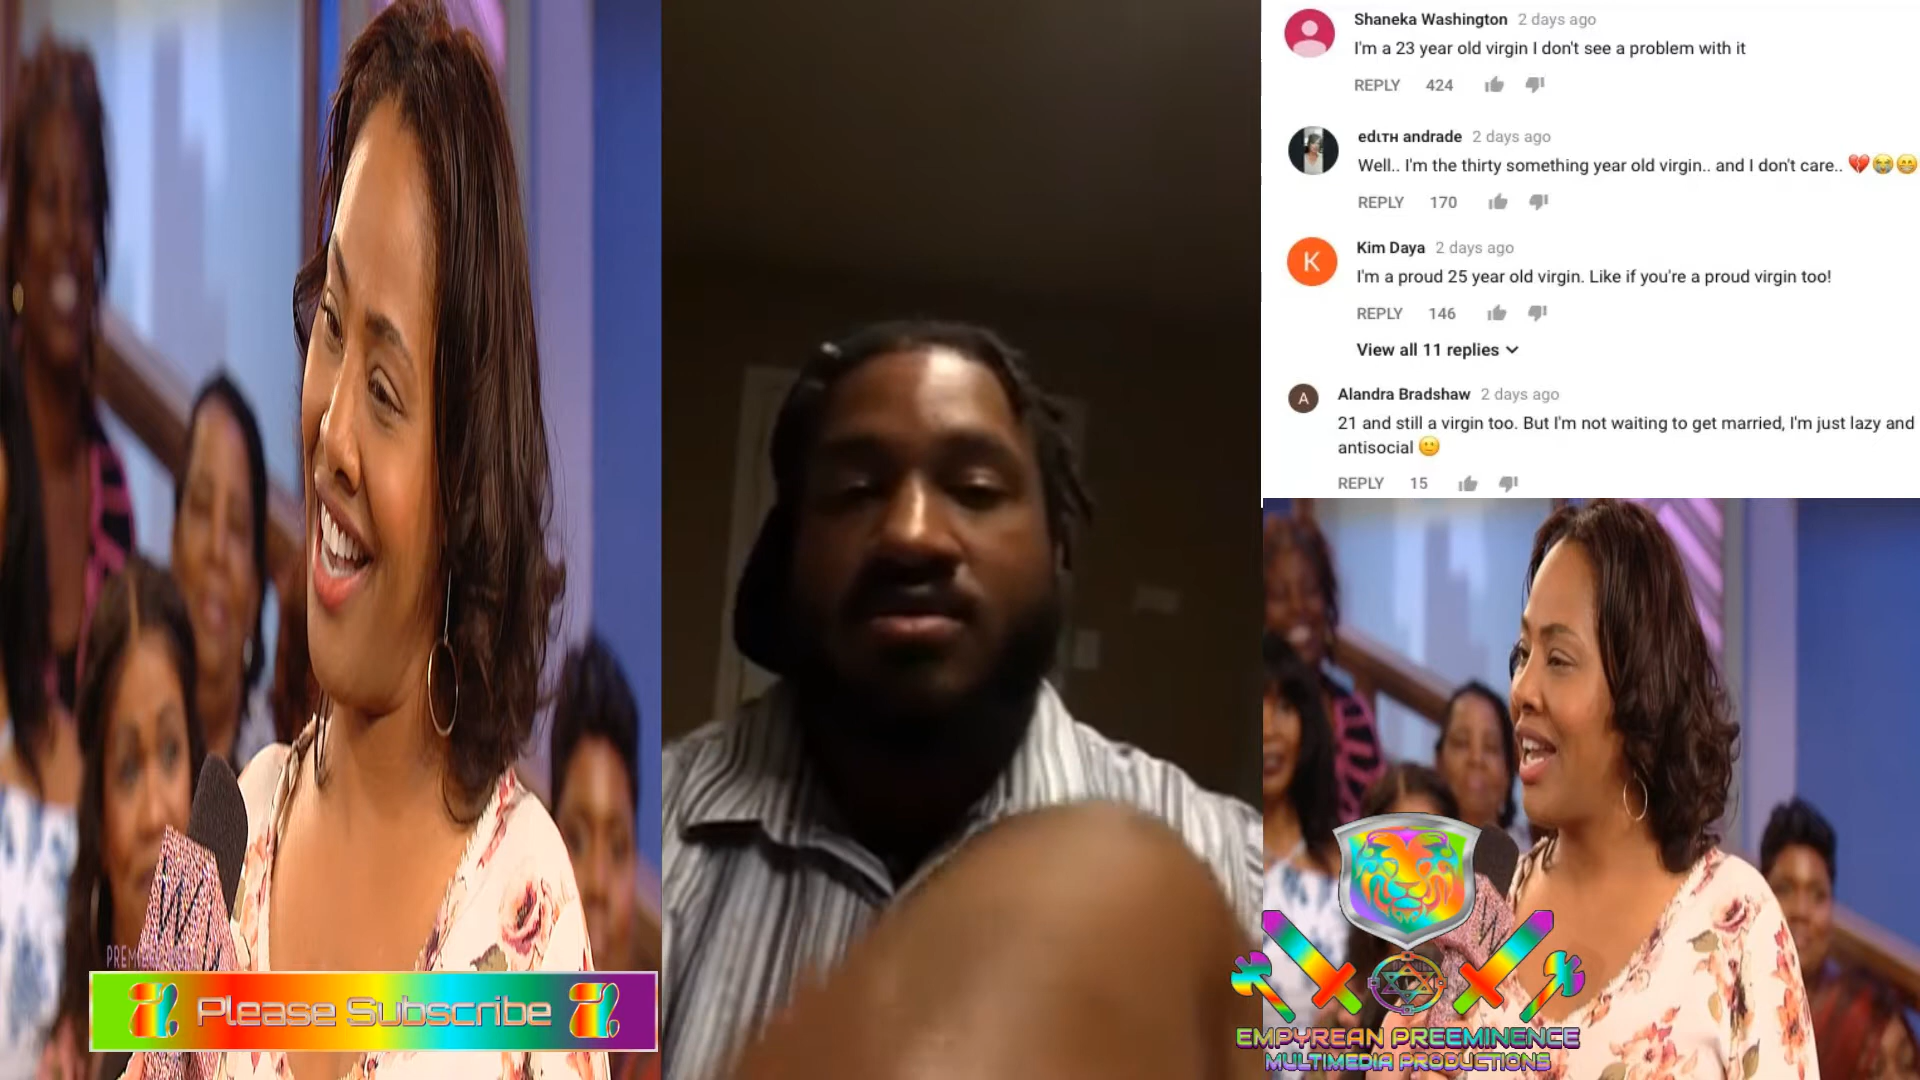 Shaneka Washington 2 days ago
I'm a 23 year old virgin I don't see a problem with it
REPLY 424
edιтн andrade 2 days ago
Well.. I'm the thirty something year old virgin.. and I don't care.. 💔😭😁
REPLY 170
K
Kim Daya 2 days ago
I'm a proud 25 year old virgin. Like if you're a proud virgin too!
REPLY 146
View all 11 replies
A
Alandra Bradshaw 2 days ago
21 and still a virgin too. But I'm not waiting to get married, I'm just lazy and
antisocial 🙂
REPLY 15
W
Please Subscribe
EMPYREAN PREEMINENCE
MULTIMEDIA PRODUCTIONS